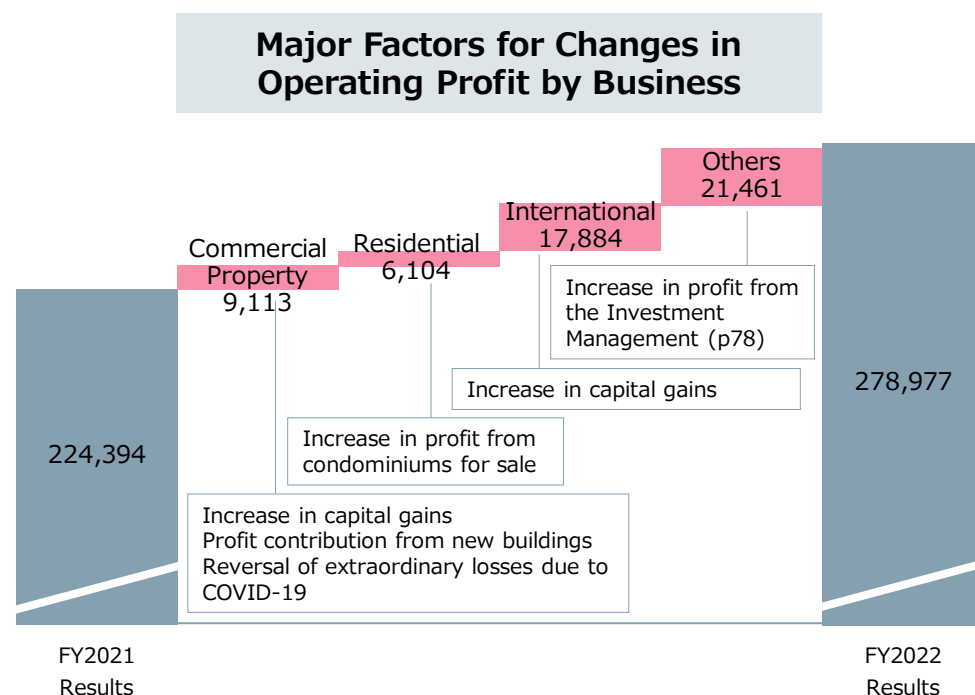 Major Factors for Changes in
Operating Profit by Business
Others
21,461
International
17,884
Residential
6,104
Commercial
Property
9,113
Increase in profit from
the Investment
Management (p78)
Increase in capital gains
Increase in profit from
condominiums for sale
Increase in capital gains
Profit contribution from new buildings
Reversal of extraordinary losses due to
COVID-19
224,394
278,977
FY2021
Results
FY2022
Results